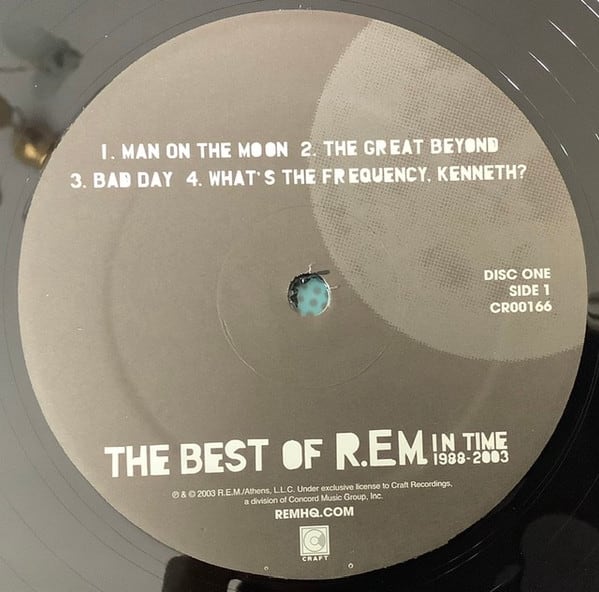 1. MAN ON THE MOON 2. THE GREAT BEYOND
3. BAD DAY 4. WHAT'S THE FREQUENCY, KENNETH?
DISC ONE
SIDE 1
CR00166
THE BEST OF R.E.M. IN TIME
1988-2003
℗ & © 2003 R.E.M./Athens, L.L.C. Under exclusive license to Craft Recordings,
a division of Concord Music Group, Inc.
REMHQ.COM
CRAFT